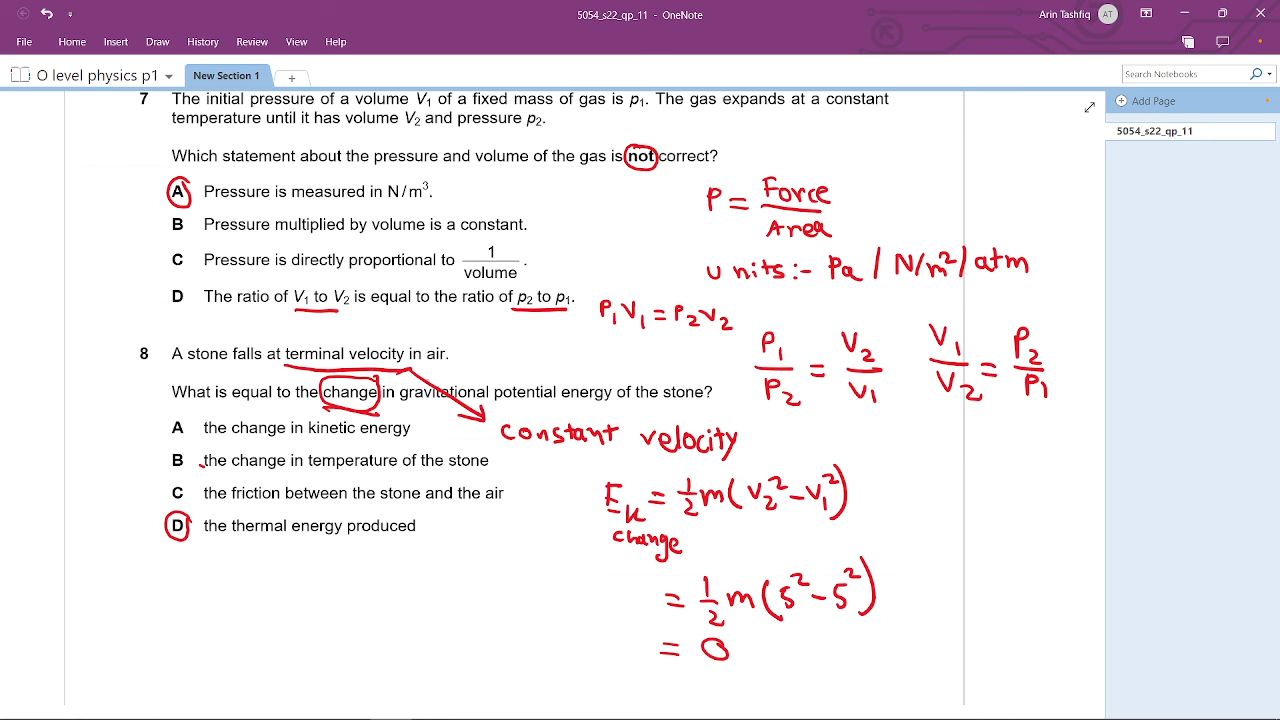 5054_s22_qp_11 - OneNote
Arin Tashfiq AT
File Home Insert Draw History Review View Help
O level physics p1 New Section 1 +
Search Notebooks
Add Page
5054_s22_qp_11
7 The initial pressure of a volume V₁ of a fixed mass of gas is p₁. The gas expands at a constant
temperature until it has volume V₂ and pressure p₂.
Which statement about the pressure and volume of the gas is not correct?
A Pressure is measured in N/m³.
B Pressure multiplied by volume is a constant.
C Pressure is directly proportional to 1/volume.
D The ratio of V₁ to V₂ is equal to the ratio of p₂ to p₁.
P = Force/Area
units:- Pa / N/m² / atm
P₁V₁ = P₂V₂
P₁/P₂ = V₂/V₁ V₁/V₂ = P₂/P₁
8 A stone falls at terminal velocity in air.
What is equal to the change in gravitational potential energy of the stone?
A the change in kinetic energy
B the change in temperature of the stone
C the friction between the stone and the air
D the thermal energy produced
constant velocity
Eₖ = ½m(v₂² - v₁²)
change
= ½m(5² - 5²)
= 0